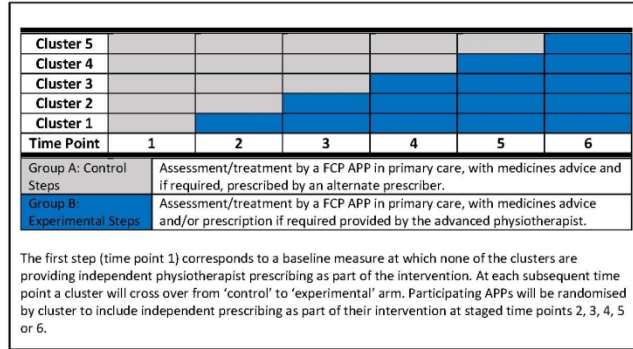 Cluster 5
Cluster 4
Cluster 3
Cluster 2
Cluster 1
Time Point 1 2 3 4 5 6
Group A: Control Steps
Assessment/treatment by a FCP APP in primary care, with medicines advice and
if required, prescribed by an alternate prescriber.
Group B:
Experimental Steps
Assessment/treatment by a FCP APP in primary care, with medicines advice
and/or prescription if required provided by the advanced physiotherapist.
The first step (time point 1) corresponds to a baseline measure at which none of the clusters are
providing independent physiotherapist prescribing as part of the intervention. At each subsequent time
point a cluster will cross over from ‘control’ to ‘experimental’ arm. Participating APPs will be randomised
by cluster to include independent prescribing as part of their intervention at staged time points 2, 3, 4, 5
or 6.